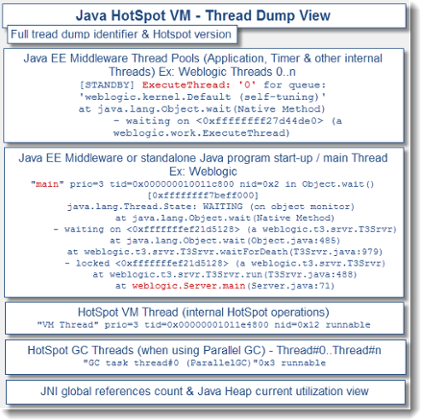 Java HotSpot VM - Thread Dump View
Full tread dump identifier & Hotspot version
Java EE Middleware Thread Pools (Application, Timer & other internal
Threads) Ex: Weblogic Threads 0..n
[STANDBY] ExecuteThread: '0' for queue:
'weblogic.kernel.Default (self-tuning)'
at java.lang.Object.wait(Native Method)
- waiting on <0xffffffff27d44de0> (a
weblogic.work.ExecuteThread)
Java EE Middleware or standalone Java program start-up / main Thread
Ex: Weblogic
"main" prio=3 tid=0x000000010011c800 nid=0x2 in Object.wait()
[0xffffffff7beff000]
java.lang.Thread.State: WAITING (on object monitor)
at java.lang.Object.wait(Native Method)
- waiting on <0xfffffffef21d5128> (a weblogic.t3.srvr.T3Srvr)
at java.lang.Object.wait(Object.java:485)
at weblogic.t3.srvr.T3Srvr.waitForDeath(T3Srvr.java:979)
- locked <0xfffffffef21d5128> (a weblogic.t3.srvr.T3Srvr)
at weblogic.t3.srvr.T3Srvr.run(T3Srvr.java:488)
at weblogic.Server.main(Server.java:71)
HotSpot VM Thread (internal HotSpot operations)
"VM Thread" prio=3 tid=0x00000001011e4800 nid=0x12 runnable
HotSpot GC Threads (when using ParallelGC) - Thread#0..Thread#n
"GC task thread#0 (ParallelGC)"0x3 runnable
JNI global references count & Java Heap current utilization view